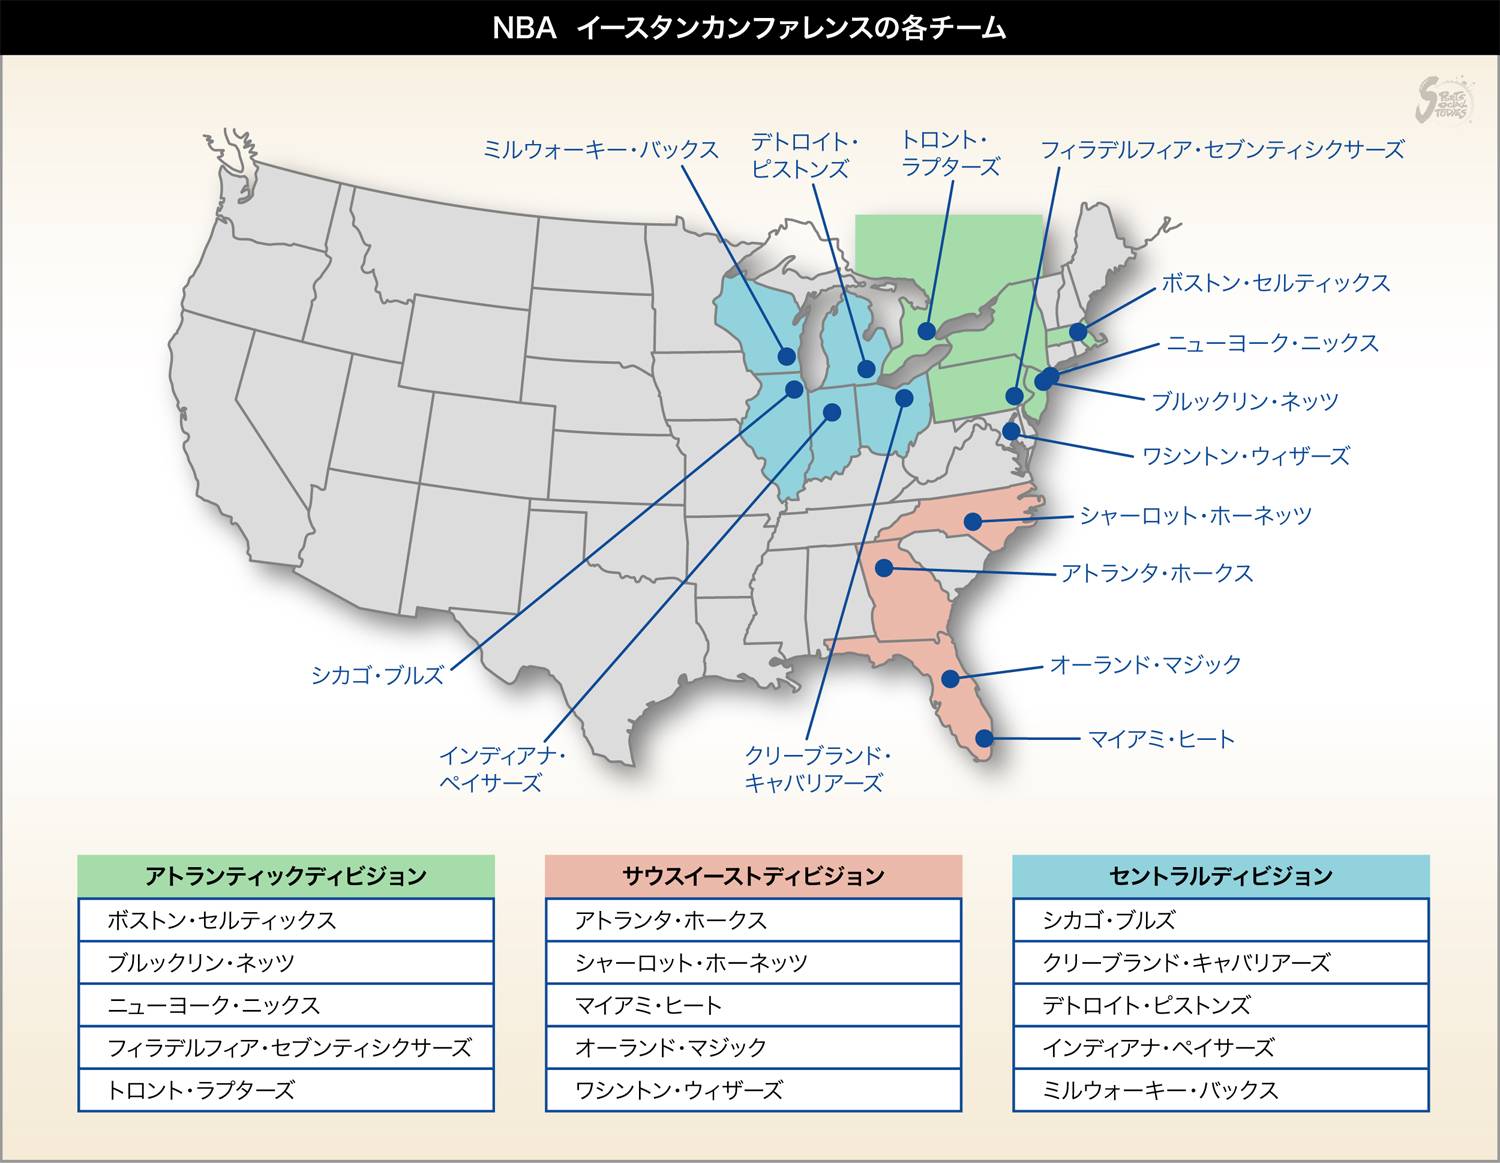 NBA イースタンカンファレンスの各チーム
SPORTS
SOCIAL
TODAY'S
ミルウォーキー・バックス
デトロイト・
ピストンズ
トロント・
ラプターズ
フィラデルフィア・セブンティシクサーズ
ボストン・セルティックス
ニューヨーク・ニックス
ブルックリン・ネッツ
ワシントン・ウィザーズ
シャーロット・ホーネッツ
アトランタ・ホークス
オーランド・マジック
マイアミ・ヒート
シカゴ・ブルズ
インディアナ・
ペイサーズ
クリーブランド・
キャバリアーズ
アトランティックディビジョン
ボストン・セルティックス
ブルックリン・ネッツ
ニューヨーク・ニックス
フィラデルフィア・セブンティシクサーズ
トロント・ラプターズ
サウスイーストディビジョン
アトランタ・ホークス
シャーロット・ホーネッツ
マイアミ・ヒート
オーランド・マジック
ワシントン・ウィザーズ
セントラルディビジョン
シカゴ・ブルズ
クリーブランド・キャバリアーズ
デトロイト・ピストンズ
インディアナ・ペイサーズ
ミルウォーキー・バックス